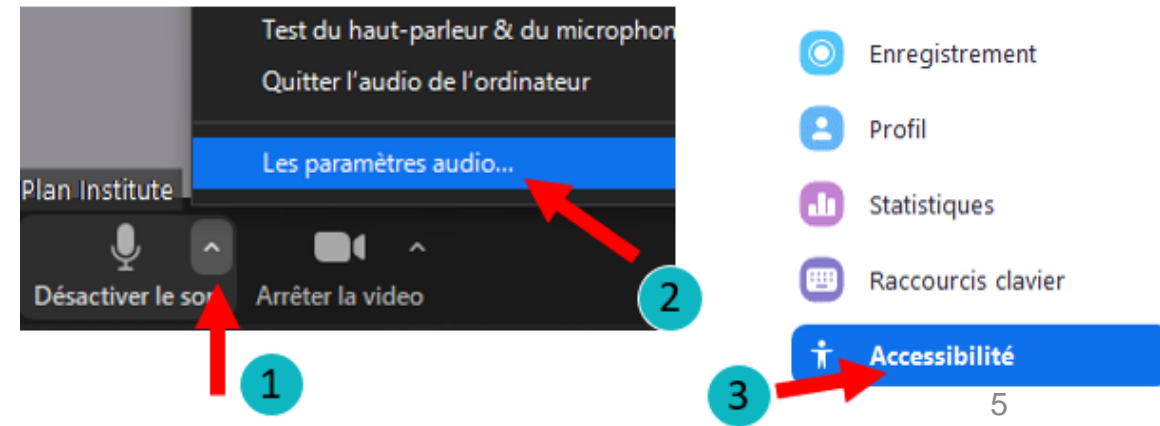 Test du haut-parleur & du microphon
Quitter l'audio de l'ordinateur
Les paramètres audio...
Plan Institute
Désactiver le so
Arrêter la video
1
2
Enregistrement
Profil
Statistiques
Raccourcis clavier
Accessibilité
3
5